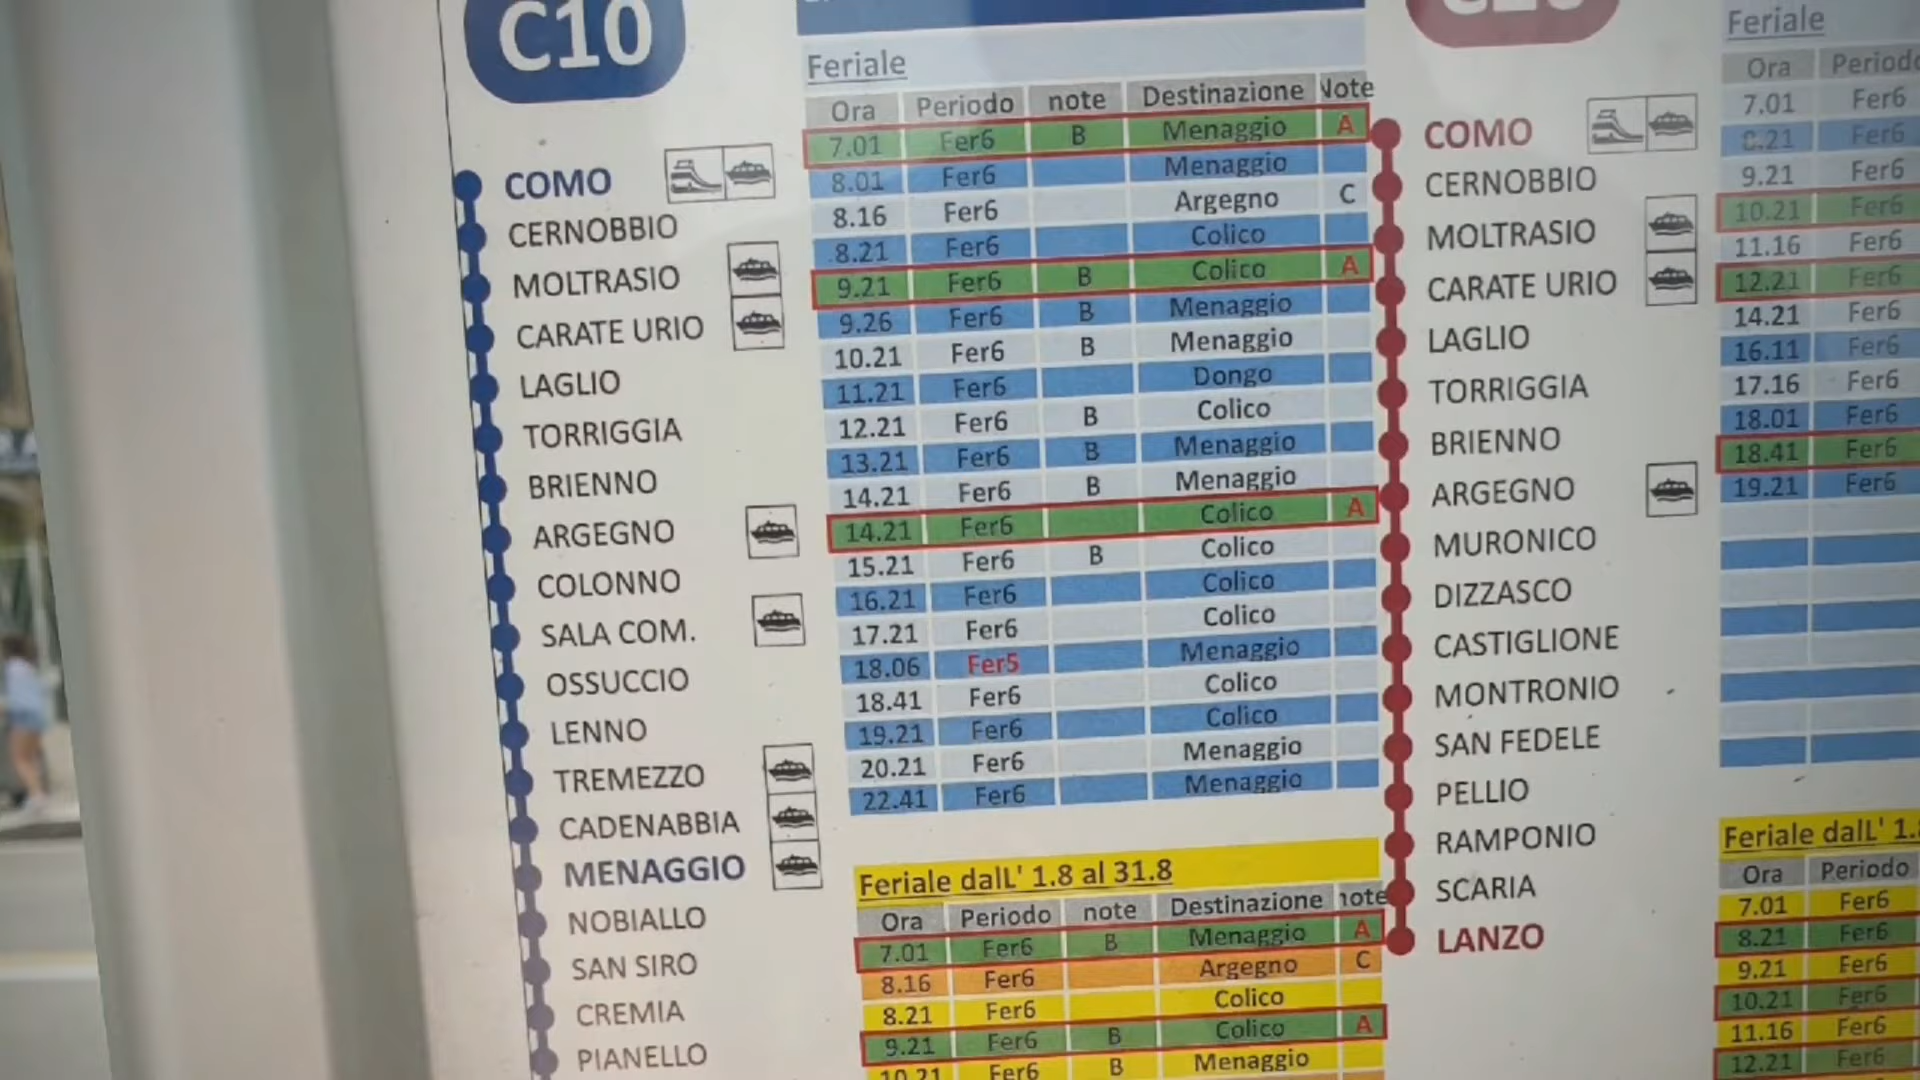 C10
COMO
CERNOBBIO
MOLTRASIO
CARATE URIO
LAGLIO
TORRIGGIA
BRIENNO
ARGEGNO
COLONNO
SALA COM.
OSSUCCIO
LENNO
TREMEZZO
CADENABBIA
MENAGGIO
NOBIALLO
SAN SIRO
CREMIA
PIANELLO
Feriale
Ora Periodo note Destinazione Note
7.01 Fer6 B Menaggio A
8.01 Fer6 Menaggio
8.16 Fer6 Argegno C
8.21 Fer6 Colico
9.21 Fer6 B Colico A
9.26 Fer6 B Menaggio
10.21 Fer6 B Menaggio
11.21 Fer6 Dongo
12.21 Fer6 B Colico
13.21 Fer6 B Menaggio
14.21 Fer6 B Menaggio
14.21 Fer6 Colico A
15.21 Fer6 B Colico
16.21 Fer6 Colico
17.21 Fer6 Colico
18.06 Fer5 Menaggio
18.41 Fer6 Colico
19.21 Fer6 Colico
20.21 Fer6 Menaggio
22.41 Fer6 Menaggio
Feriale dalL' 1.8 al 31.8
Ora Periodo note Destinazione note
7.01 Fer6 B Menaggio A
8.16 Fer6 Argegno C
8.21 Fer6 Colico
9.21 Fer6 B Colico A
10.21 Fer6 B Menaggio
COMO
CERNOBBIO
MOLTRASIO
CARATE URIO
LAGLIO
TORRIGGIA
BRIENNO
ARGEGNO
MURONICO
DIZZASCO
CASTIGLIONE
MONTRONIO
SAN FEDELE
PELLIO
RAMPONIO
SCARIA
LANZO
Feriale
Ora Periodo
7.01 Fer6
8.21 Fer6
9.21 Fer6
10.21 Fer6
11.16 Fer6
12.21 Fer6
14.21 Fer6
16.11 Fer6
17.16 Fer6
18.01 Fer6
18.41 Fer6
19.21 Fer6
Feriale dalL' 1.8
Ora Periodo
7.01 Fer6
8.21 Fer6
9.21 Fer6
10.21 Fer6
11.16 Fer6
12.21 Fer6